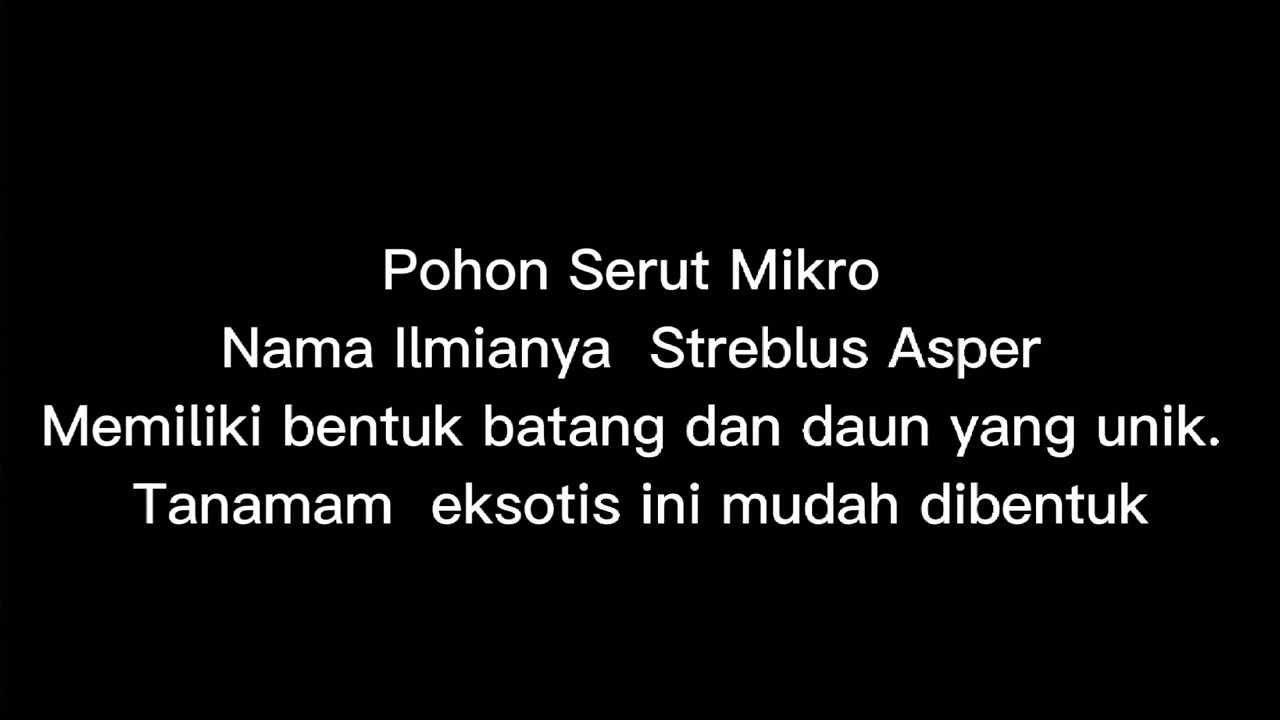 Pohon Serut Mikro
Nama Ilmianya Streblus Asper
Memiliki bentuk batang dan daun yang unik.
Tanamam eksotis ini mudah dibentuk